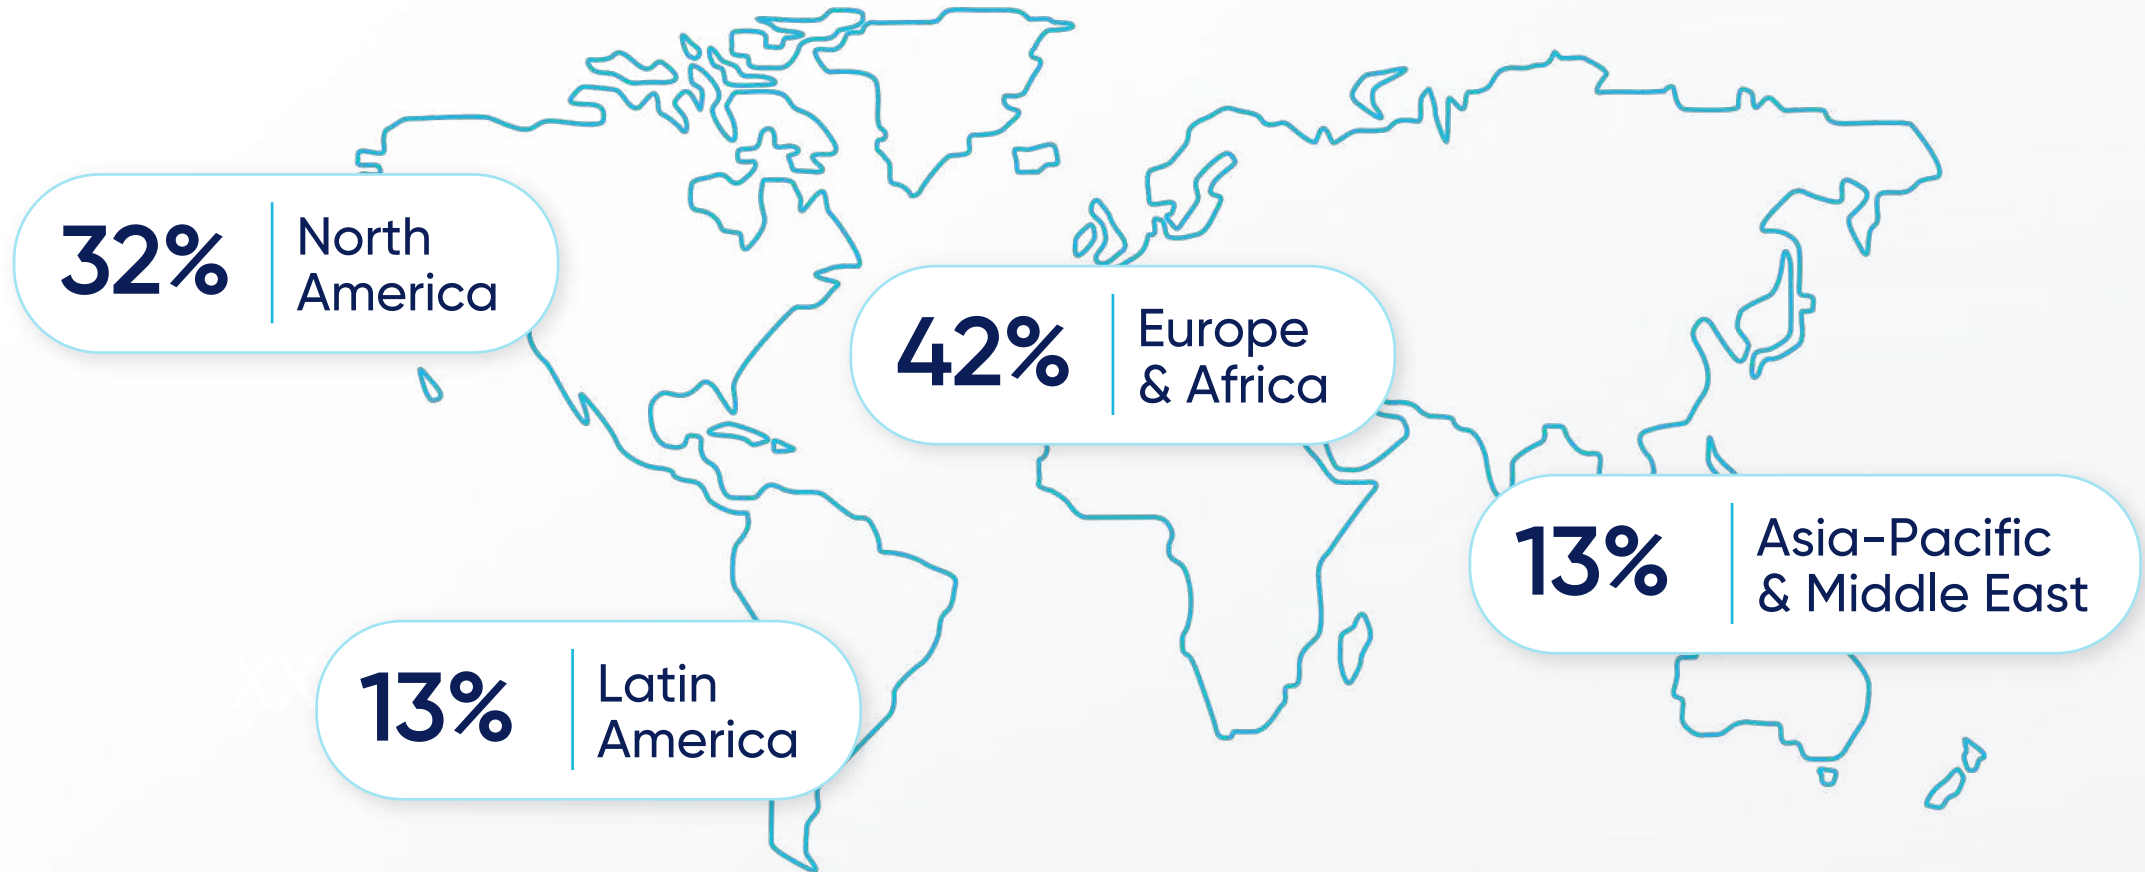 32%
North
America
42%
Europe
& Africa
13%
Asia-Pacific
& Middle East
13%
Latin
America